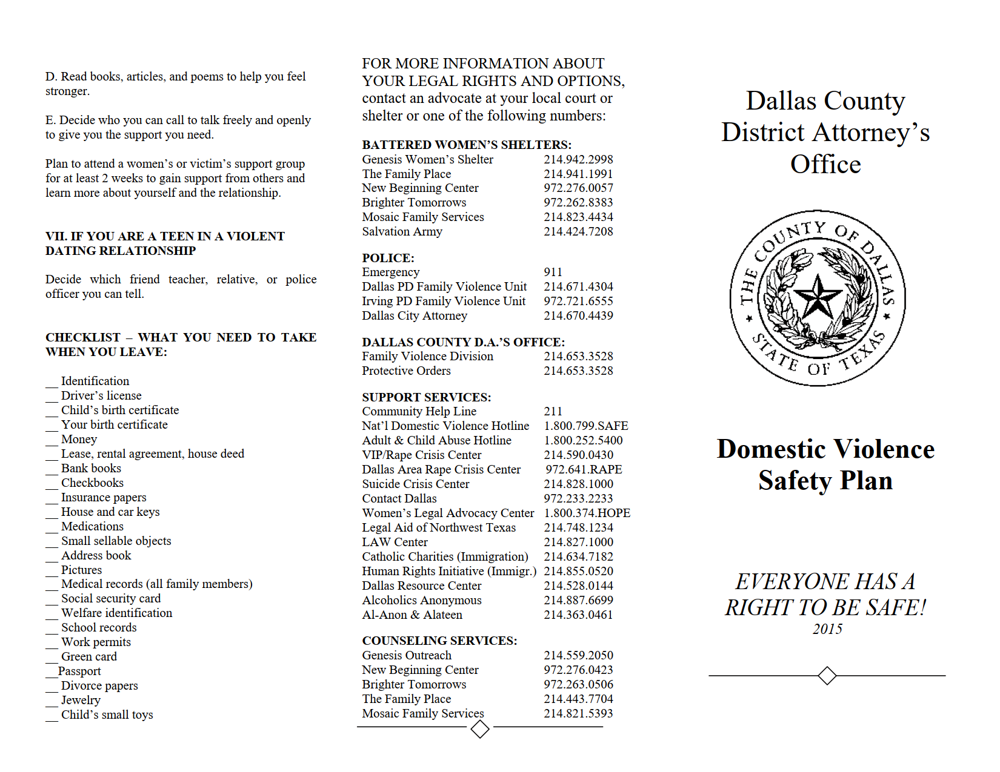 D. Read books, articles, and poems to help you feel
stronger.
E. Decide who you can call to talk freely and openly
to give you the support you need.
Plan to attend a women’s or victim’s support group
for at least 2 weeks to gain support from others and
learn more about yourself and the relationship.
VII. IF YOU ARE A TEEN IN A VIOLENT
DATING RELATIONSHIP
Decide which friend teacher, relative, or police
officer you can tell.
CHECKLIST – WHAT YOU NEED TO TAKE
WHEN YOU LEAVE:
__ Identification
__ Driver’s license
__ Child’s birth certificate
__ Your birth certificate
__ Money
__ Lease, rental agreement, house deed
__ Bank books
__ Checkbooks
__ Insurance papers
__ House and car keys
__ Medications
__ Small sellable objects
__ Address book
__ Pictures
__ Medical records (all family members)
__ Social security card
__ Welfare identification
__ School records
__ Work permits
__ Green card
__Passport
__ Divorce papers
__ Jewelry
__ Child’s small toys
FOR MORE INFORMATION ABOUT
YOUR LEGAL RIGHTS AND OPTIONS,
contact an advocate at your local court or
shelter or one of the following numbers:
BATTERED WOMEN’S SHELTERS:
Genesis Women’s Shelter 214.942.2998
The Family Place 214.941.1991
New Beginning Center 972.276.0057
Brighter Tomorrows 972.262.8383
Mosaic Family Services 214.823.4434
Salvation Army 214.424.7208
POLICE:
Emergency 911
Dallas PD Family Violence Unit 214.671.4304
Irving PD Family Violence Unit 972.721.6555
Dallas City Attorney 214.670.4439
DALLAS COUNTY D.A.’S OFFICE:
Family Violence Division 214.653.3528
Protective Orders 214.653.3528
SUPPORT SERVICES:
Community Help Line 211
Nat’l Domestic Violence Hotline 1.800.799.SAFE
Adult & Child Abuse Hotline 1.800.252.5400
VIP/Rape Crisis Center 214.590.0430
Dallas Area Rape Crisis Center 972.641.RAPE
Suicide Crisis Center 214.828.1000
Contact Dallas 972.233.2233
Women’s Legal Advocacy Center 1.800.374.HOPE
Legal Aid of Northwest Texas 214.748.1234
LAW Center 214.827.1000
Catholic Charities (Immigration) 214.634.7182
Human Rights Initiative (Immigr.) 214.855.0520
Dallas Resource Center 214.528.0144
Alcoholics Anonymous 214.887.6699
Al-Anon & Alateen 214.363.0461
COUNSELING SERVICES:
Genesis Outreach 214.559.2050
New Beginning Center 972.276.0423
Brighter Tomorrows 972.263.0506
The Family Place 214.443.7704
Mosaic Family Services 214.821.5393
Dallas County
District Attorney’s
Office
THE COUNTY OF DALLAS
STATE OF TEXAS
Domestic Violence
Safety Plan
EVERYONE HAS A
RIGHT TO BE SAFE!
2015